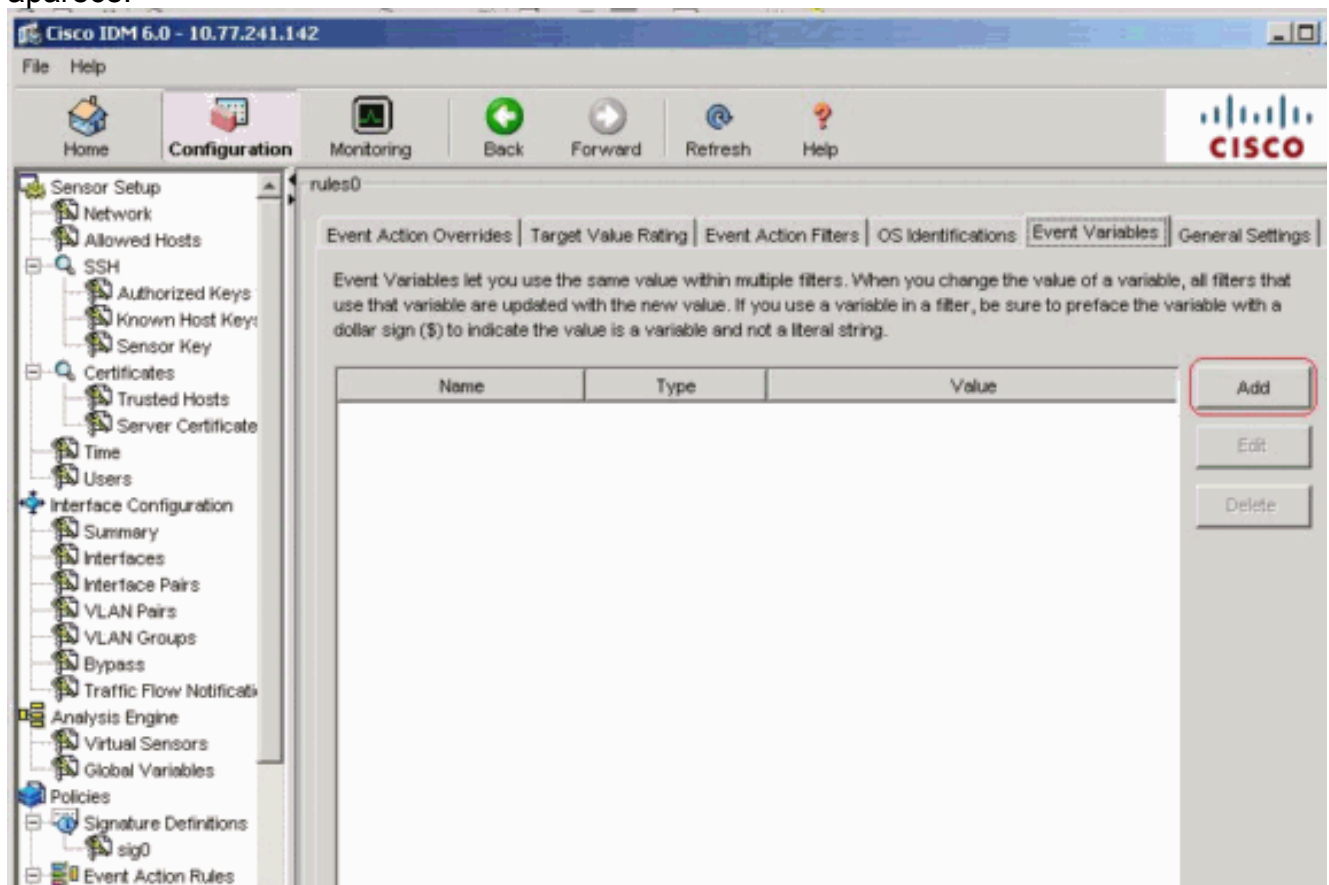 aparece.
Cisco IDM 6.0 - 10.77.241.142
File Help
Home Configuration Monitoring Back Forward Refresh Help
CISCO
Sensor Setup
Network
Allowed Hosts
SSH
Authorized Keys
Known Host Keys
Sensor Key
Certificates
Trusted Hosts
Server Certificate
Time
Users
Interface Configuration
Summary
Interfaces
Interface Pairs
VLAN Pairs
VLAN Groups
Bypass
Traffic Flow Notificati
Analysis Engine
Virtual Sensors
Global Variables
Policies
Signature Definitions
sig0
Event Action Rules
rules0
Event Action Overrides Target Value Rating Event Action Filters OS Identifications Event Variables General Settings
Event Variables let you use the same value within multiple filters. When you change the value of a variable, all filters that
use that variable are updated with the new value. If you use a variable in a filter, be sure to preface the variable with a
dollar sign ($) to indicate the value is a variable and not a literal string.
Name Type Value
Add
Edit
Delete